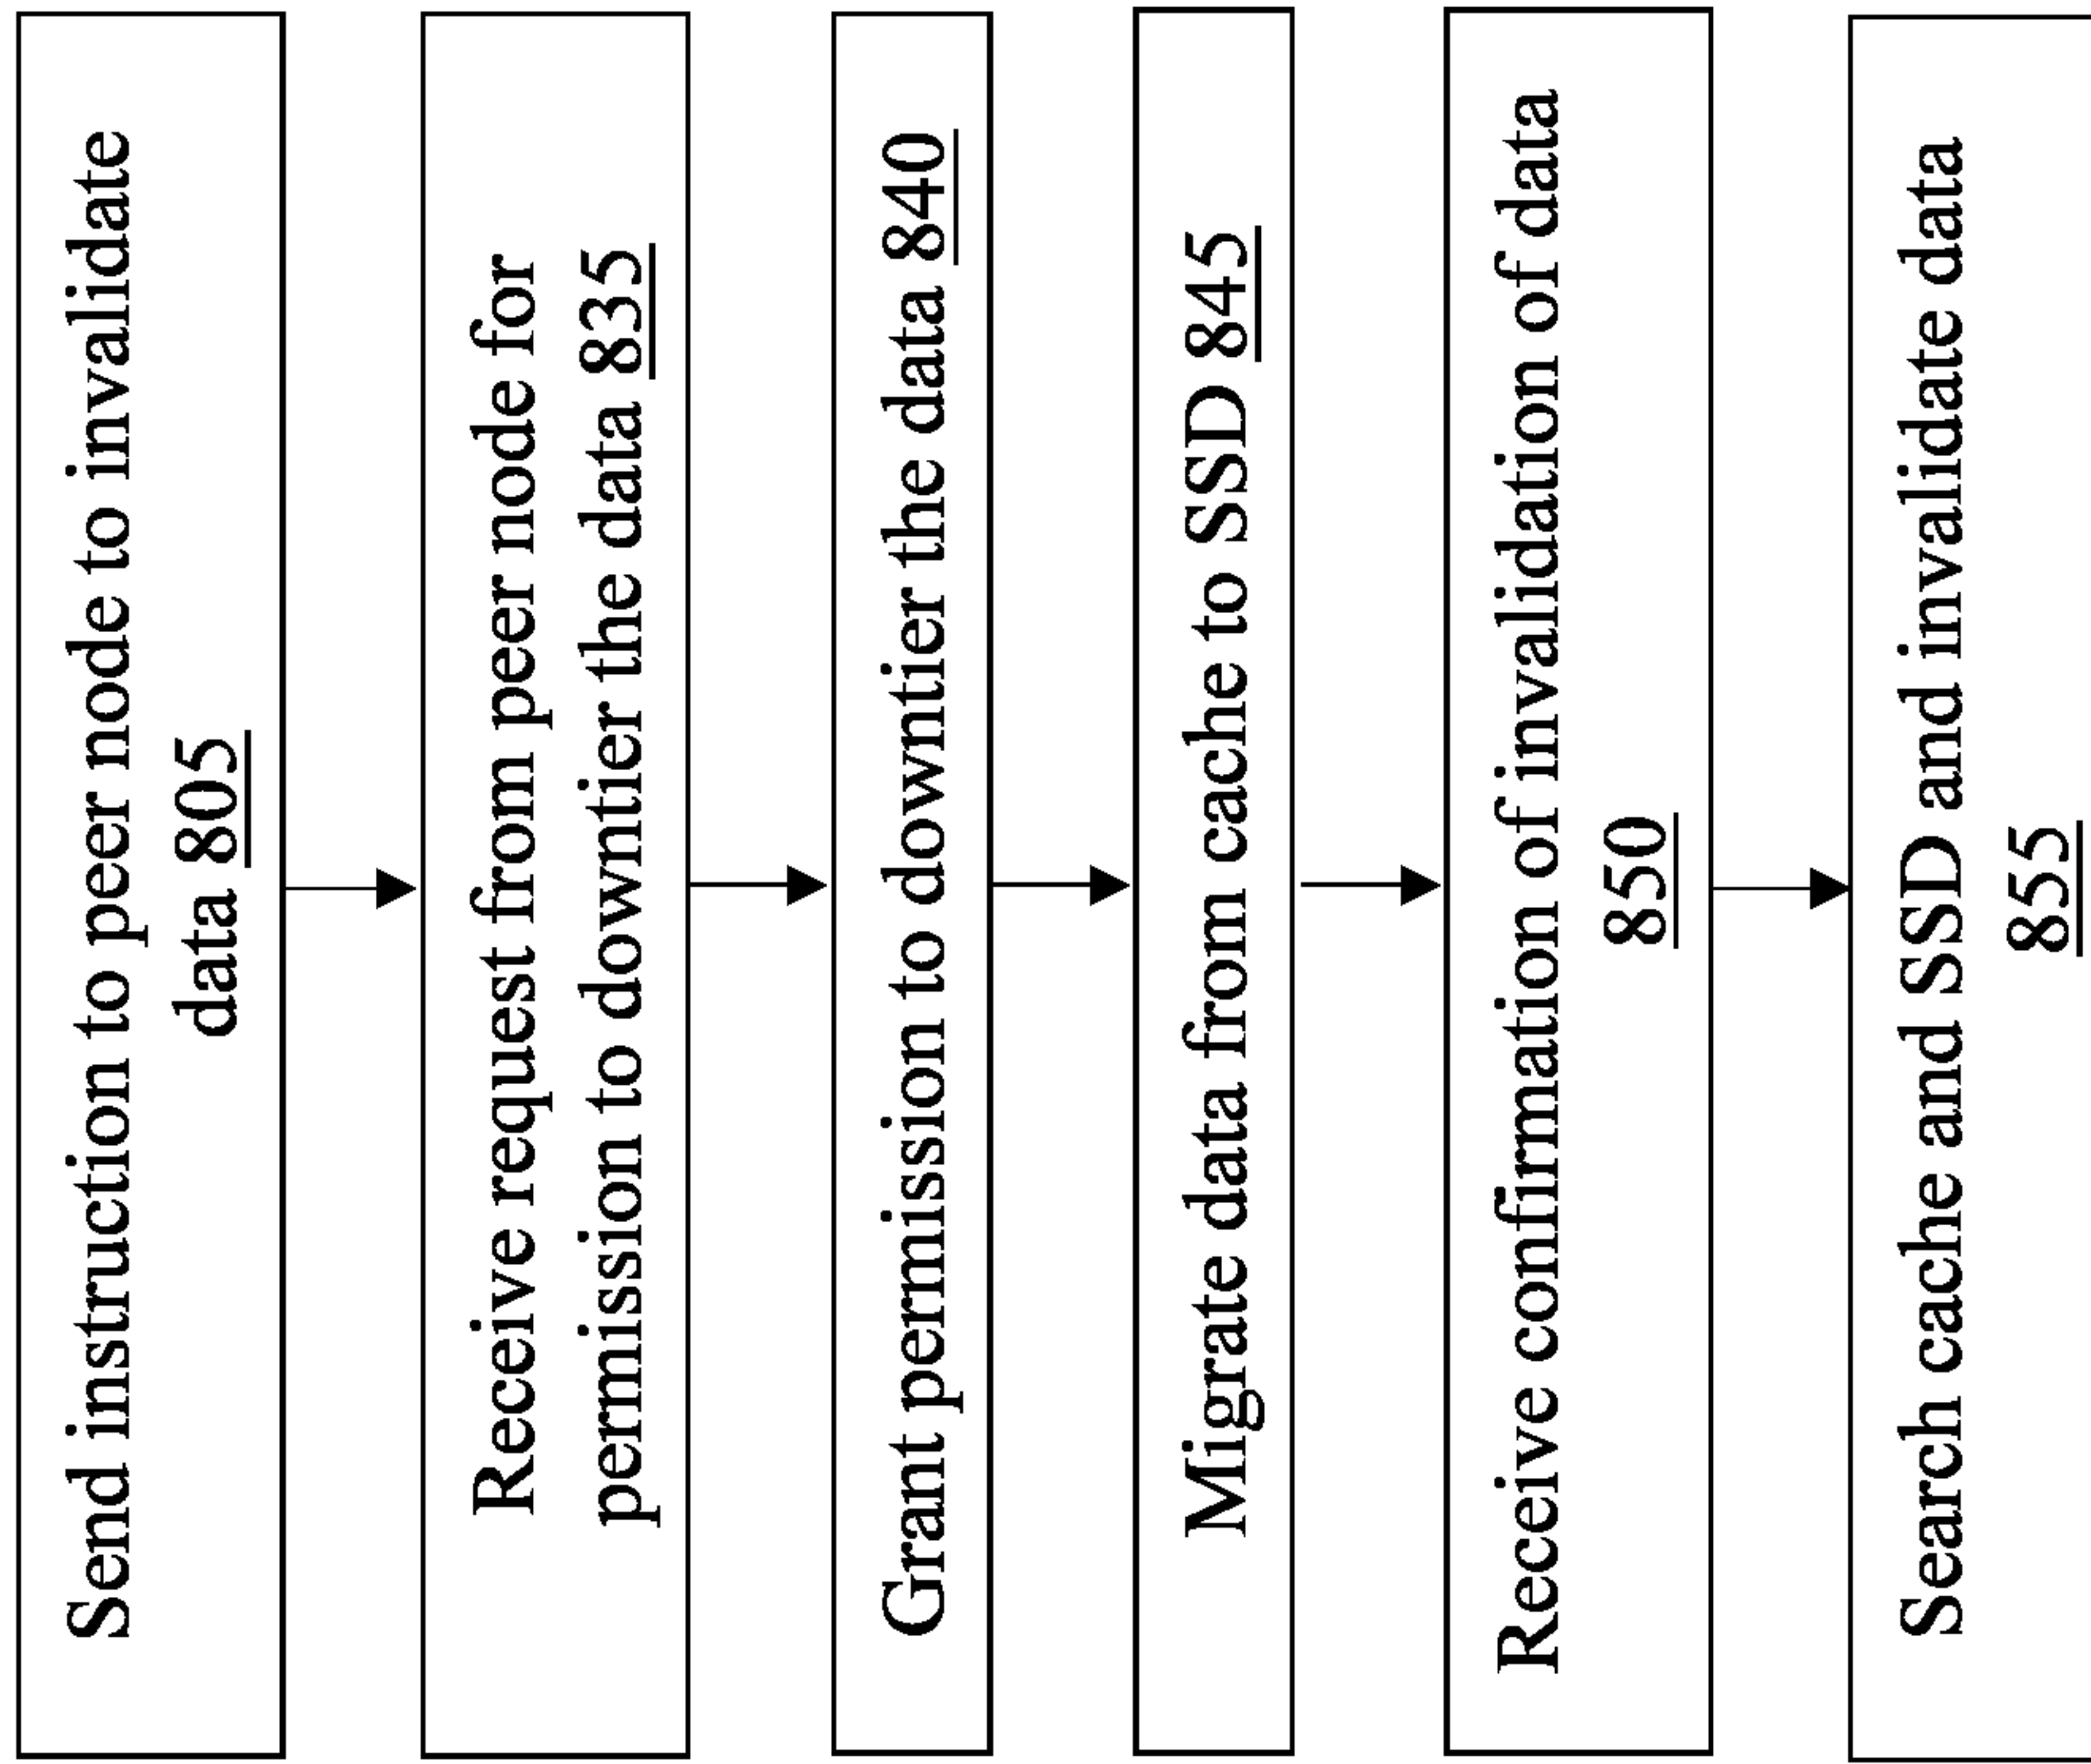 Send instruction to peer node to invalidate
data 805
Receive request from peer node for
permission to downtier the data 835
Grant permission to downtier the data 840
Migrate data from cache to SSD 845
Receive confirmation of invalidation of data
850
Search cache and SSD and invalidate data
855